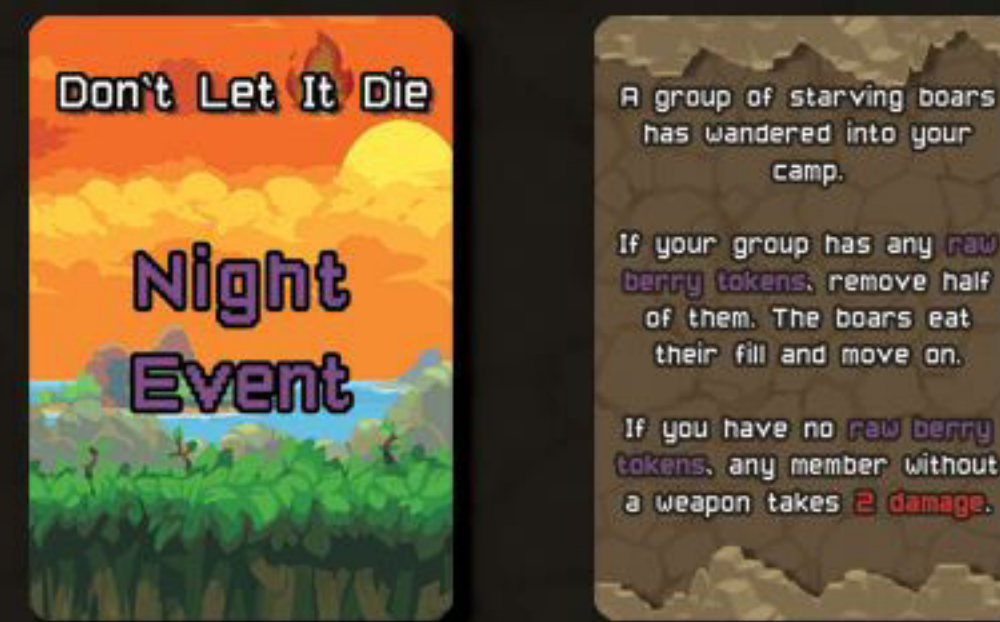 Don't Let It Die
Night
Event
A group of starving boars
has wandered into your
camp.
If your group has any raw
berry tokens, remove half
of them. The boars eat
their fill and move on.
If you have no raw berry
tokens, any member without
a weapon takes 2 damage.